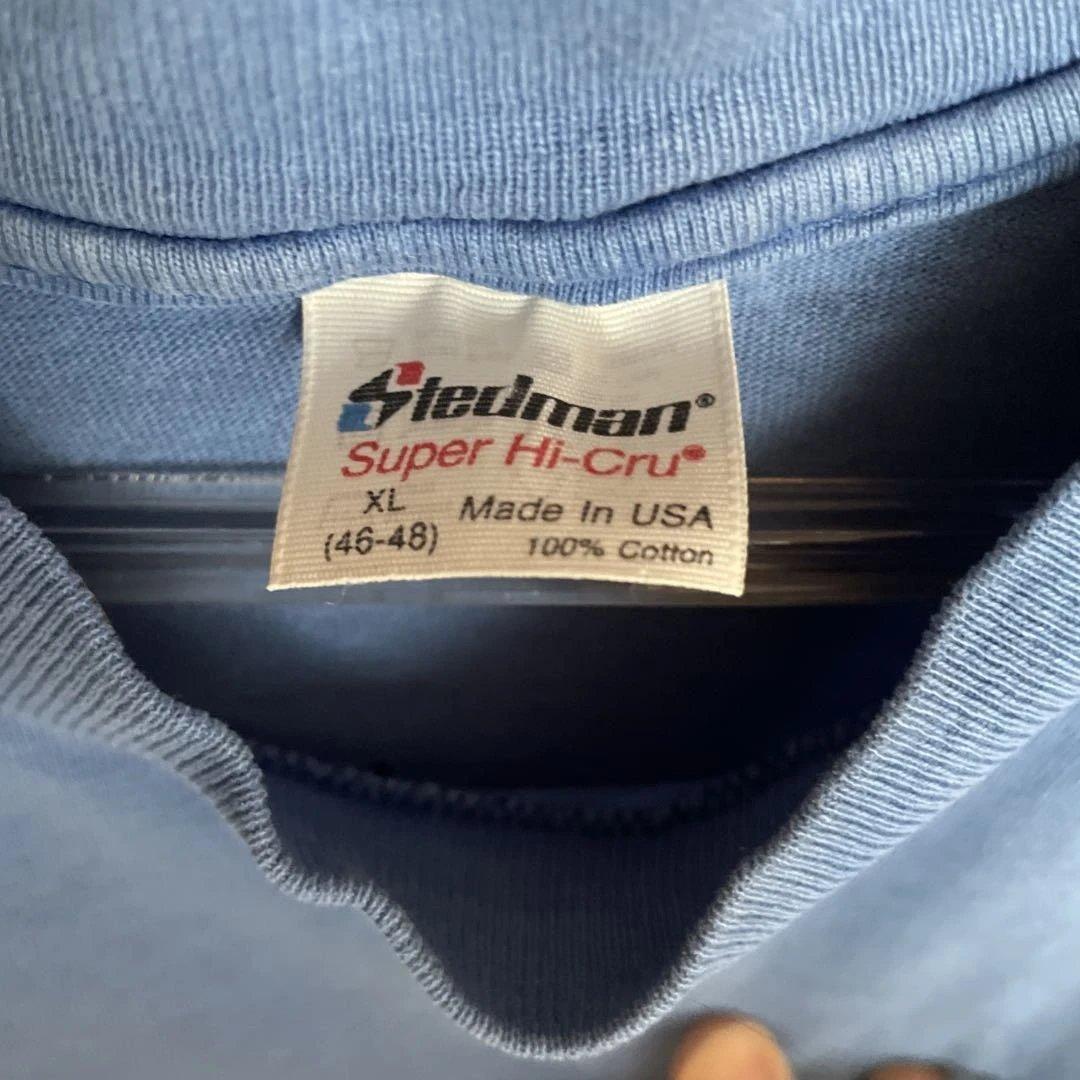 Stedman®
Super Hi-Cru®
XL
(46-48)
Made In USA
100% Cotton